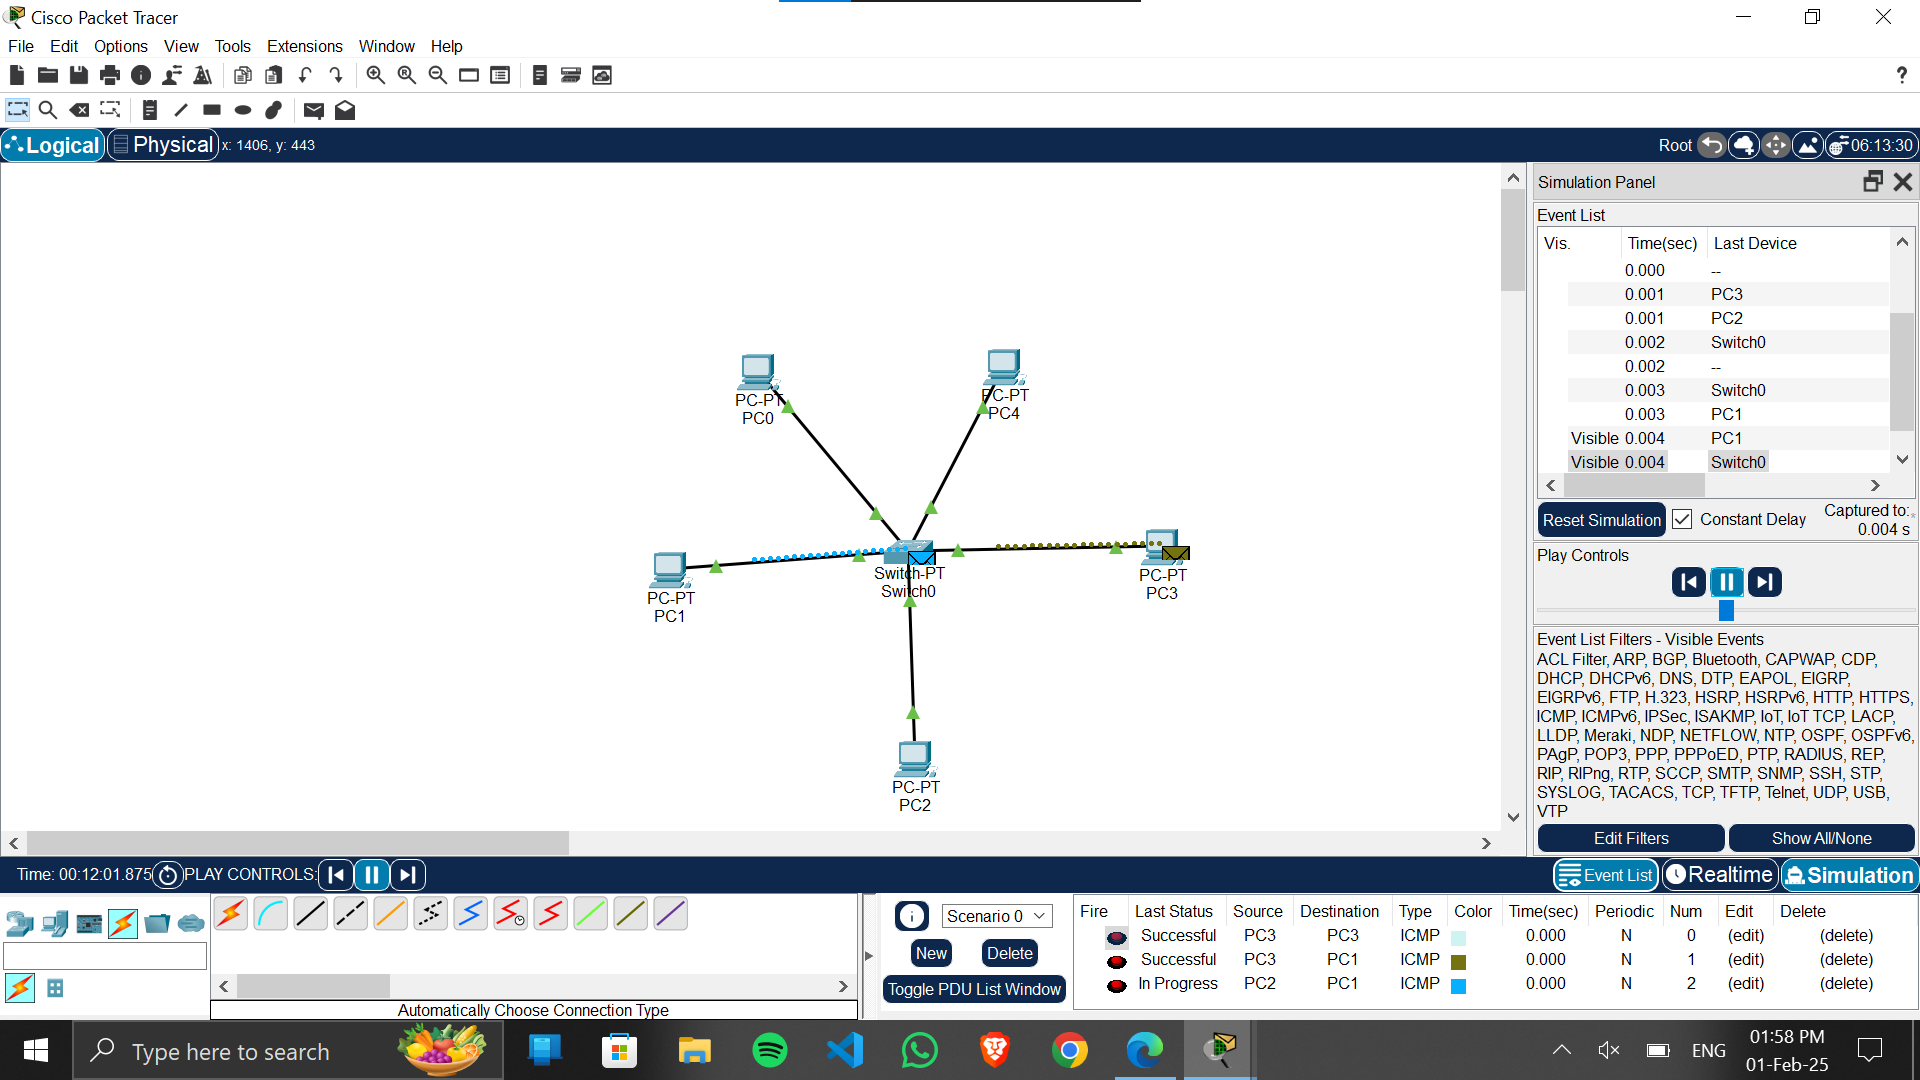 Cisco Packet Tracer
File Edit Options View Tools Extensions Window Help
?
Logical Physical x: 1406, y: 443 Root 06:13:30
Simulation Panel
Event List
Vis. Time(sec) Last Device
0.000 --
0.001 PC3
0.001 PC2
0.002 Switch0
0.002 --
0.003 Switch0
0.003 PC1
Visible 0.004 PC1
Visible 0.004 Switch0
Reset Simulation Constant Delay Captured to:*
0.004 s
Play Controls
Event List Filters - Visible Events
ACL Filter, ARP, BGP, Bluetooth, CAPWAP, CDP,
DHCP, DHCPv6, DNS, DTP, EAPOL, EIGRP,
EIGRPv6, FTP, H.323, HSRP, HSRPv6, HTTP, HTTPS,
ICMP, ICMPv6, IPSec, ISAKMP, IoT, IoT TCP, LACP,
LLDP, Meraki, NDP, NETFLOW, NTP, OSPF, OSPFv6,
PAgP, POP3, PPP, PPPoED, PTP, RADIUS, REP,
RIP, RIPng, RTP, SCCP, SMTP, SNMP, SSH, STP,
SYSLOG, TACACS, TCP, TFTP, Telnet, UDP, USB,
VTP
Edit Filters Show All/None
PC-PT
PC0
PC-PT
PC4
PC-PT
PC1
Switch-PT
Switch0
PC-PT
PC3
PC-PT
PC2
Time: 00:12:01.875 PLAY CONTROLS:
Event List Realtime Simulation
Automatically Choose Connection Type
Scenario 0
New Delete
Toggle PDU List Window
Fire Last Status Source Destination Type Color Time(sec) Periodic Num Edit Delete
Successful PC3 PC3 ICMP 0.000 N 0 (edit) (delete)
Successful PC3 PC1 ICMP 0.000 N 1 (edit) (delete)
In Progress PC2 PC1 ICMP 0.000 N 2 (edit) (delete)
Type here to search
ENG
01:58 PM
01-Feb-25